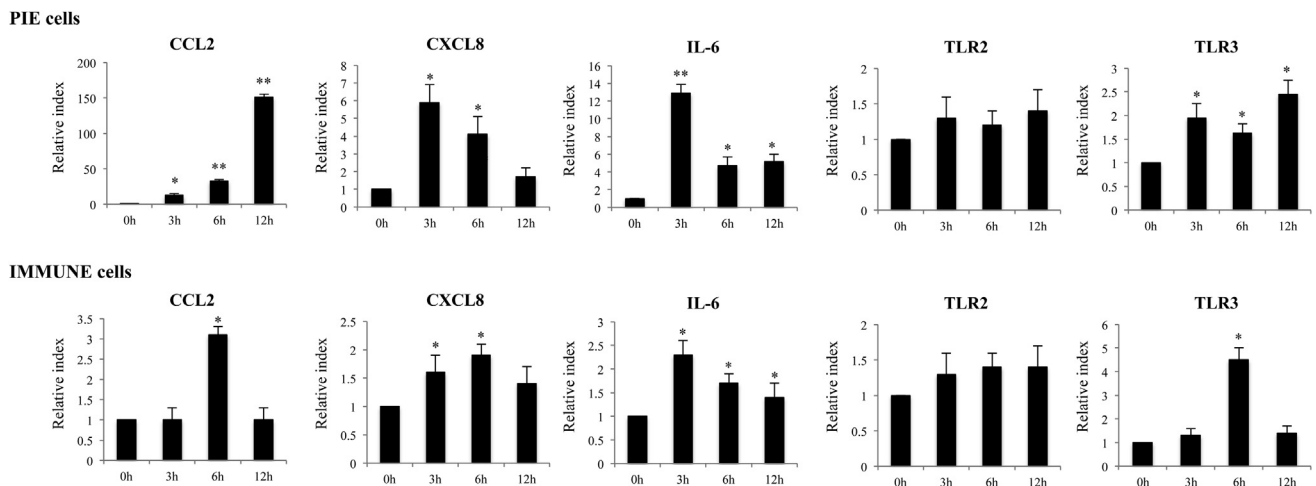 PIE cells
CCL2
Relative index
200
150
100
50
0
* ** **
0h 3h 6h 12h
CXCL8
Relative index
8
7
6
5
4
3
2
1
0
* *
0h 3h 6h 12h
IL-6
Relative index
16
14
12
10
8
6
4
2
0
** * *
0h 3h 6h 12h
TLR2
Relative index
2
1.5
1
0.5
0
0h 3h 6h 12h
TLR3
Relative index
3
2.5
2
1.5
1
0.5
0
* * *
0h 3h 6h 12h
IMMUNE cells
CCL2
Relative index
3.5
3
2.5
2
1.5
1
0.5
0
*
0h 3h 6h 12h
CXCL8
Relative index
2.5
2
1.5
1
0.5
0
* *
0h 3h 6h 12h
IL-6
Relative index
3
2.5
2
1.5
1
0.5
0
* * *
0h 3h 6h 12h
TLR2
Relative index
2
1.5
1
0.5
0
0h 3h 6h 12h
TLR3
Relative index
6
5
4
3
2
1
0
*
0h 3h 6h 12h